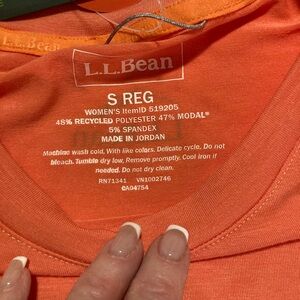 L.L.Bean
L.L.Bean
S REG
WOMEN'S ItemID 519205
48% RECYCLED POLYESTER 47% MODAL®
5% SPANDEX
MADE IN JORDAN
Machine wash cold. With like colors. Delicate cycle. Do not
bleach. Tumble dry low. Remove promptly. Cool iron if
needed. Do not dry clean.
RN71341 VN1002746
CA04754